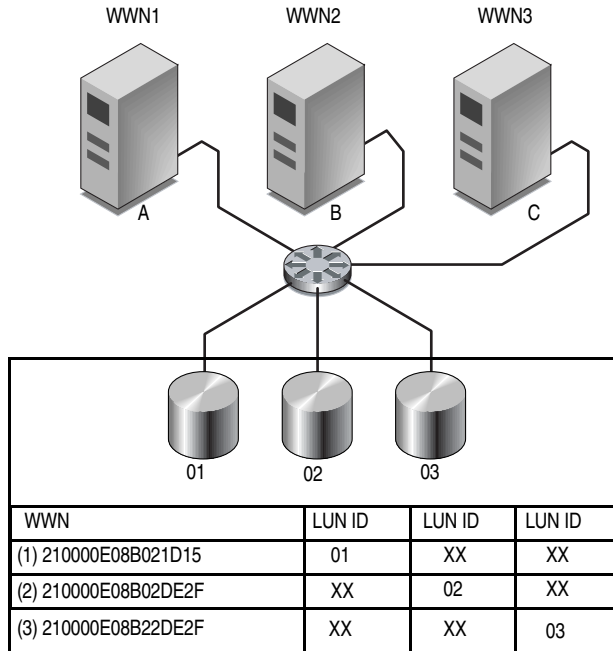 WWN1 WWN2 WWN3
A B C
01 02 03
WWN LUN ID LUN ID LUN ID
(1) 210000E08B021D15 01 XX XX
(2) 210000E08B02DE2F XX 02 XX
(3) 210000E08B22DE2F XX XX 03